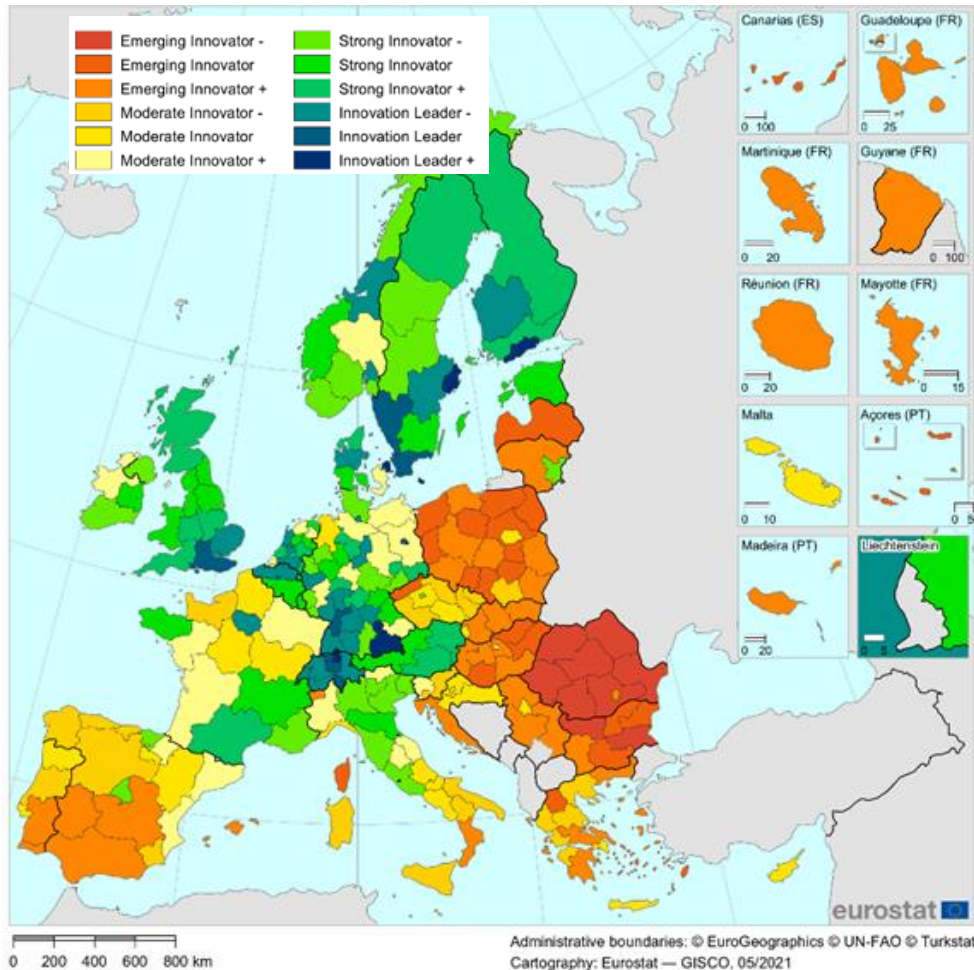 Emerging Innovator -
Emerging Innovator
Emerging Innovator +
Moderate Innovator -
Moderate Innovator
Moderate Innovator +
Strong Innovator -
Strong Innovator
Strong Innovator +
Innovation Leader -
Innovation Leader
Innovation Leader +
Canarias (ES)
0 100
Guadeloupe (FR)
0 25
Martinique (FR)
0 20
Guyane (FR)
0 100
Réunion (FR)
0 20
Mayotte (FR)
0 15
Malta
0 10
Açores (PT)
0 5
Madeira (PT)
0 20
Liechtenstein
0 5
eurostat
0 200 400 600 800 km
Administrative boundaries: © EuroGeographics © UN-FAO © Turkstat
Cartography: Eurostat — GISCO, 05/2021